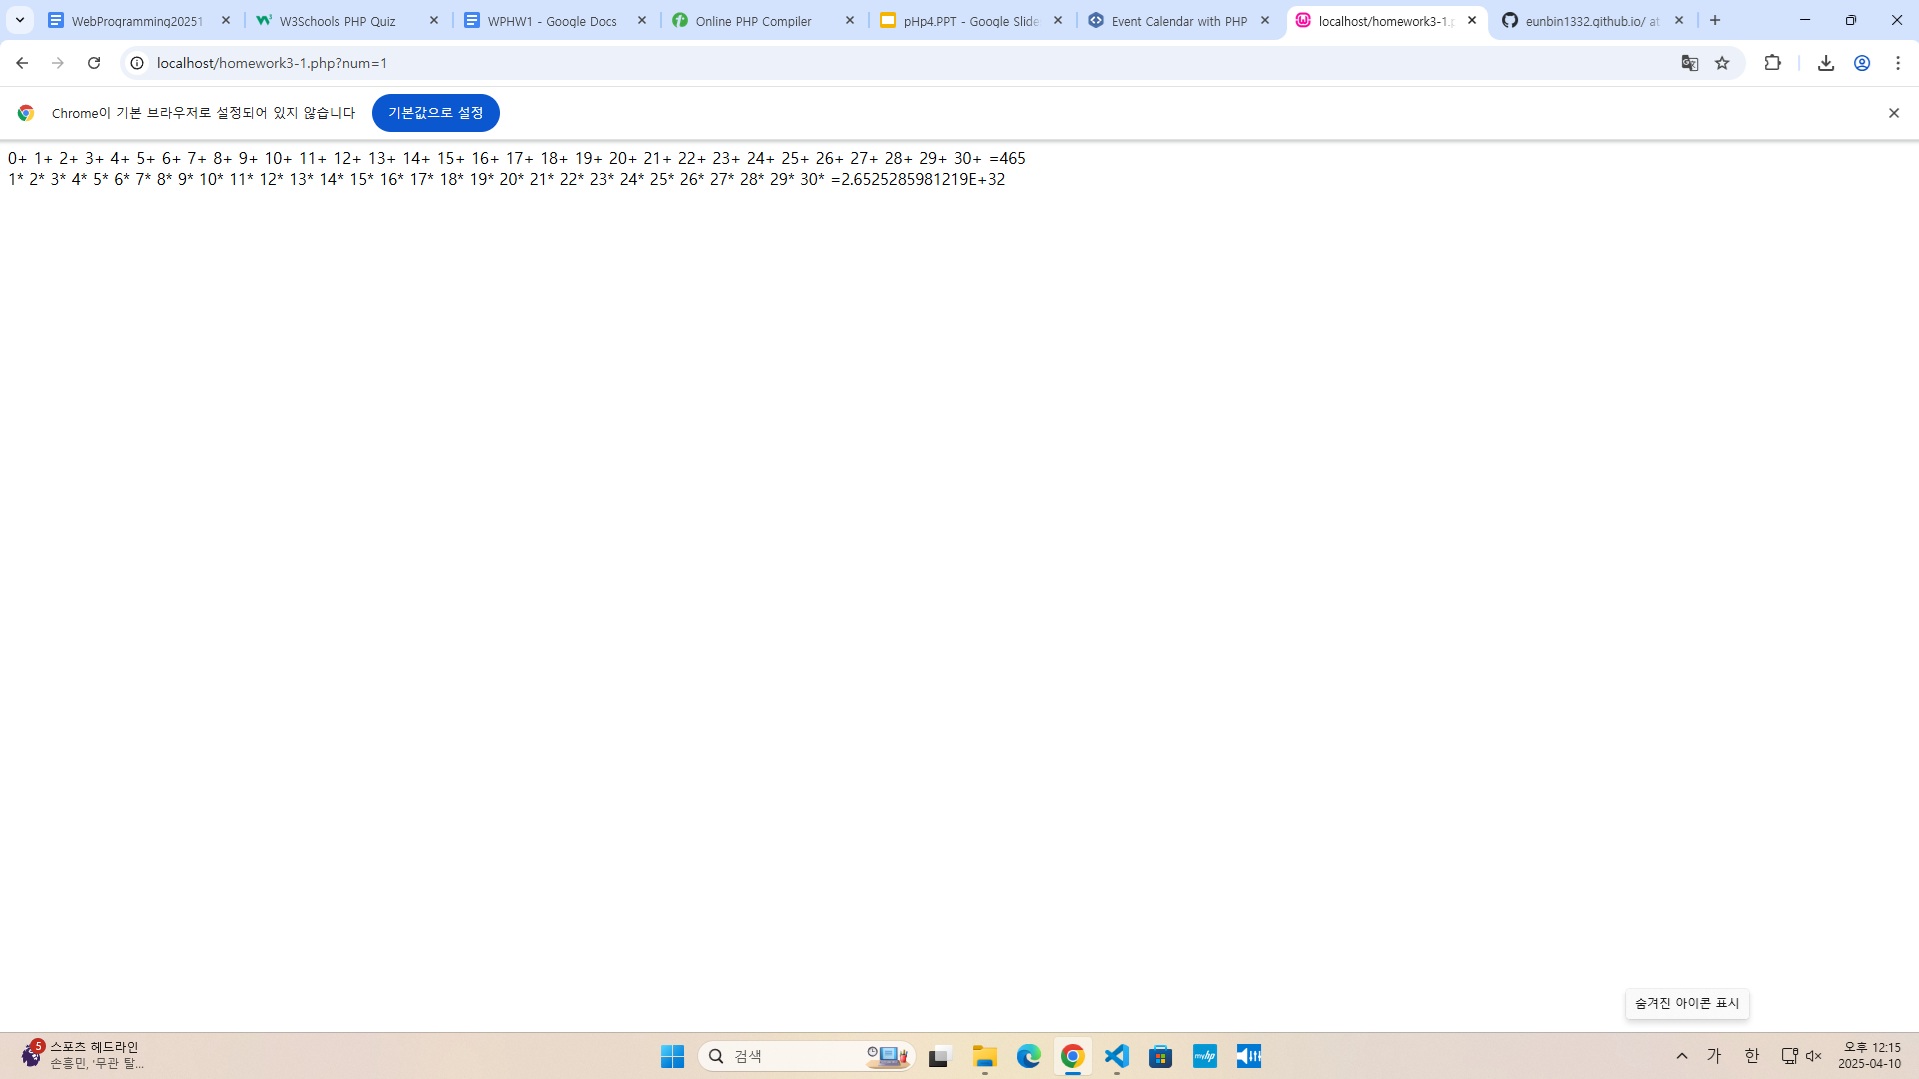 WebProgramming20251
W3Schools PHP Quiz
WPHW1 - Google Docs
Online PHP Compiler
pHp4.PPT - Google Slide
Event Calendar with PHP
localhost/homework3-1.p
eunbin1332.github.io/ at
localhost/homework3-1.php?num=1
Chrome이 기본 브라우저로 설정되어 있지 않습니다
기본값으로 설정
0+ 1+ 2+ 3+ 4+ 5+ 6+ 7+ 8+ 9+ 10+ 11+ 12+ 13+ 14+ 15+ 16+ 17+ 18+ 19+ 20+ 21+ 22+ 23+ 24+ 25+ 26+ 27+ 28+ 29+ 30+ =465
1* 2* 3* 4* 5* 6* 7* 8* 9* 10* 11* 12* 13* 14* 15* 16* 17* 18* 19* 20* 21* 22* 23* 24* 25* 26* 27* 28* 29* 30* =2.6525285981219E+32
숨겨진 아이콘 표시
5
스포츠 헤드라인
손흥민, '무관 탈...
검색
myhp
가
한
오후 12:15
2025-04-10